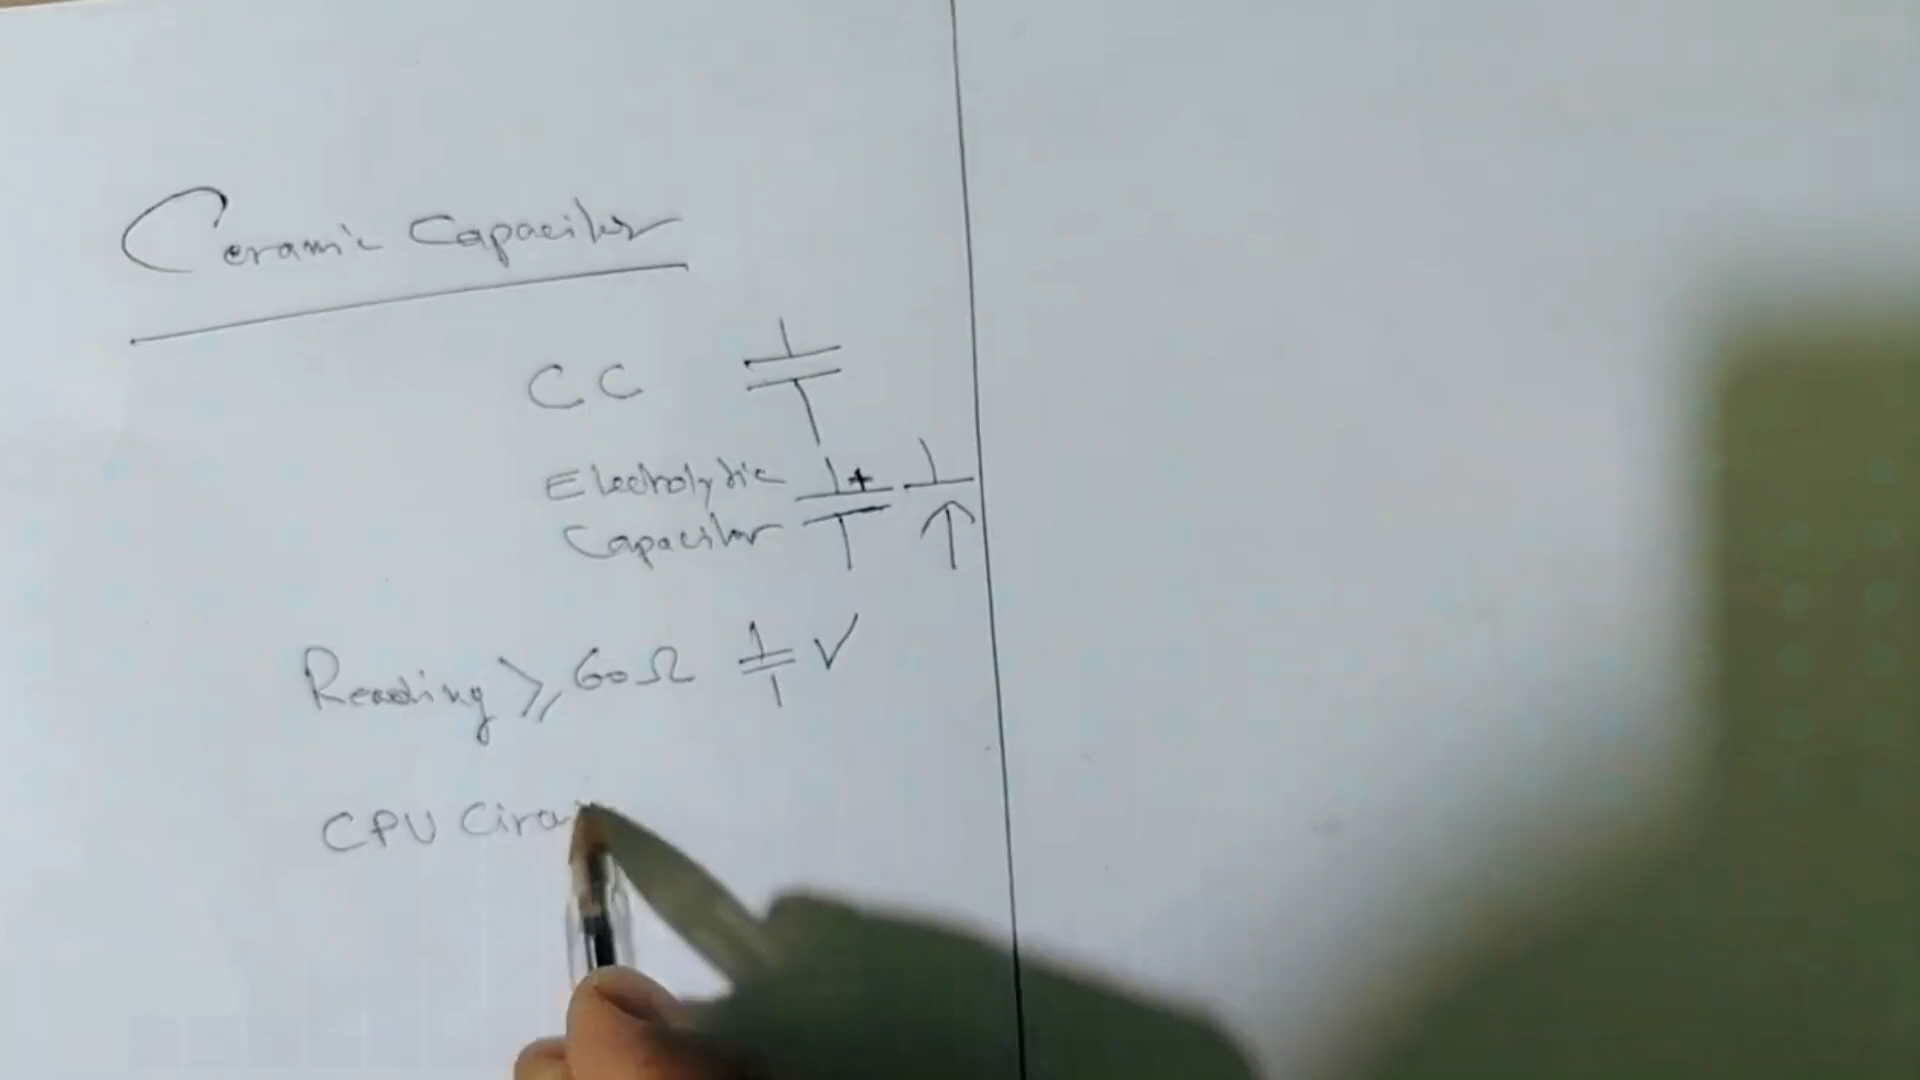 Ceramic Capacitor
CC
Electrolytic +
Capacitor
Reading ⩾ 60Ω ✓
CPU Circu